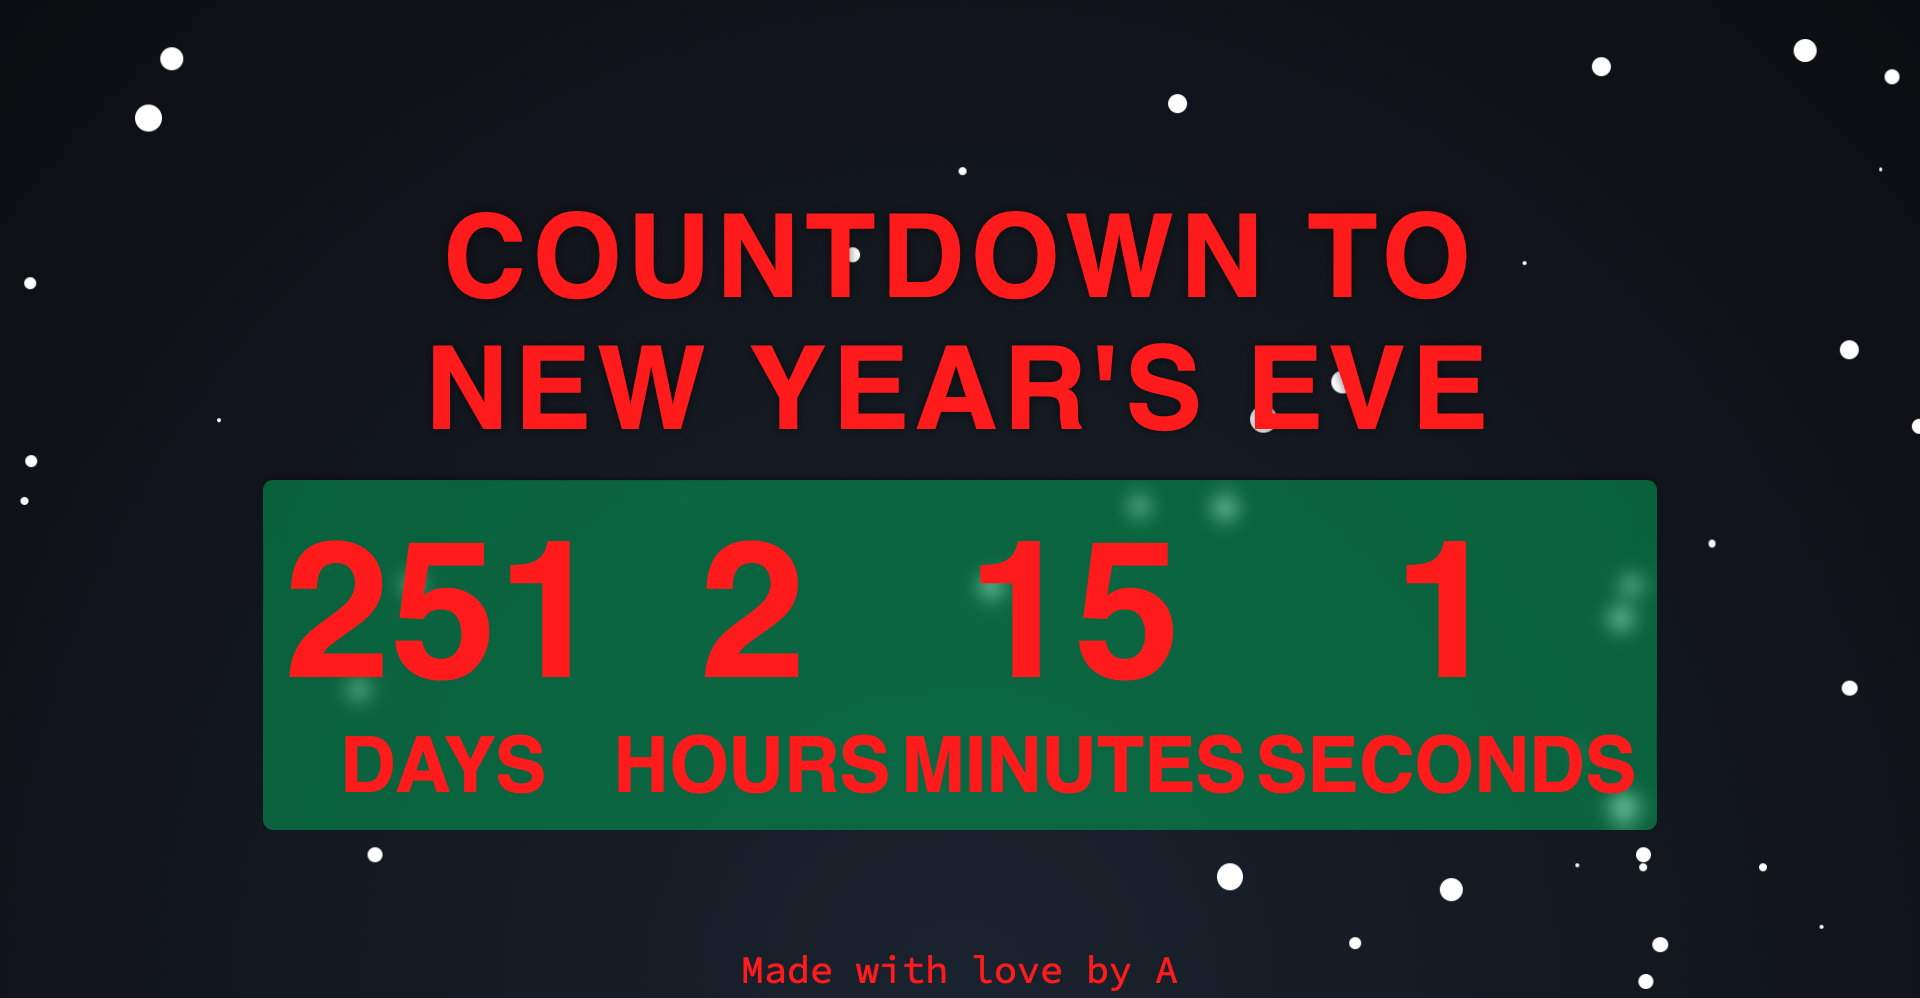 COUNTDOWN TO
NEW YEAR'S EVE
251 2 15 1
DAYS HOURS MINUTES SECONDS
Made with love by A